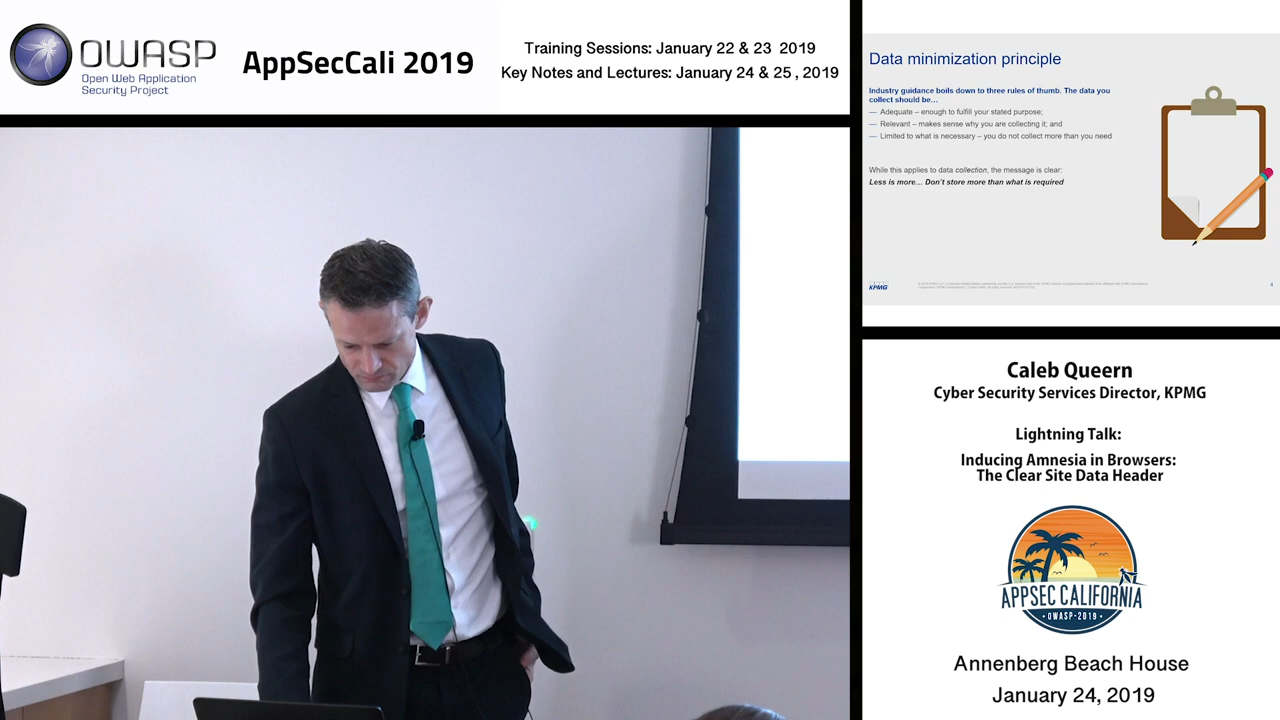 OWASP
Open Web Application
Security Project
AppSecCali 2019
Training Sessions: January 22 & 23 2019
Key Notes and Lectures: January 24 & 25 , 2019
Data minimization principle
Industry guidance boils down to three rules of thumb. The data you
collect should be…
— Adequate – enough to fulfill your stated purpose;
— Relevant – makes sense why you are collecting it; and
— Limited to what is necessary – you do not collect more than you need
While this applies to data collection, the message is clear:
Less is more… Don't store more than what is required
KPMG
4
Caleb Queern
Cyber Security Services Director, KPMG
Lightning Talk:
Inducing Amnesia in Browsers:
The Clear Site Data Header
APPSEC CALIFORNIA
• OWASP-2019 •
Annenberg Beach House
January 24, 2019